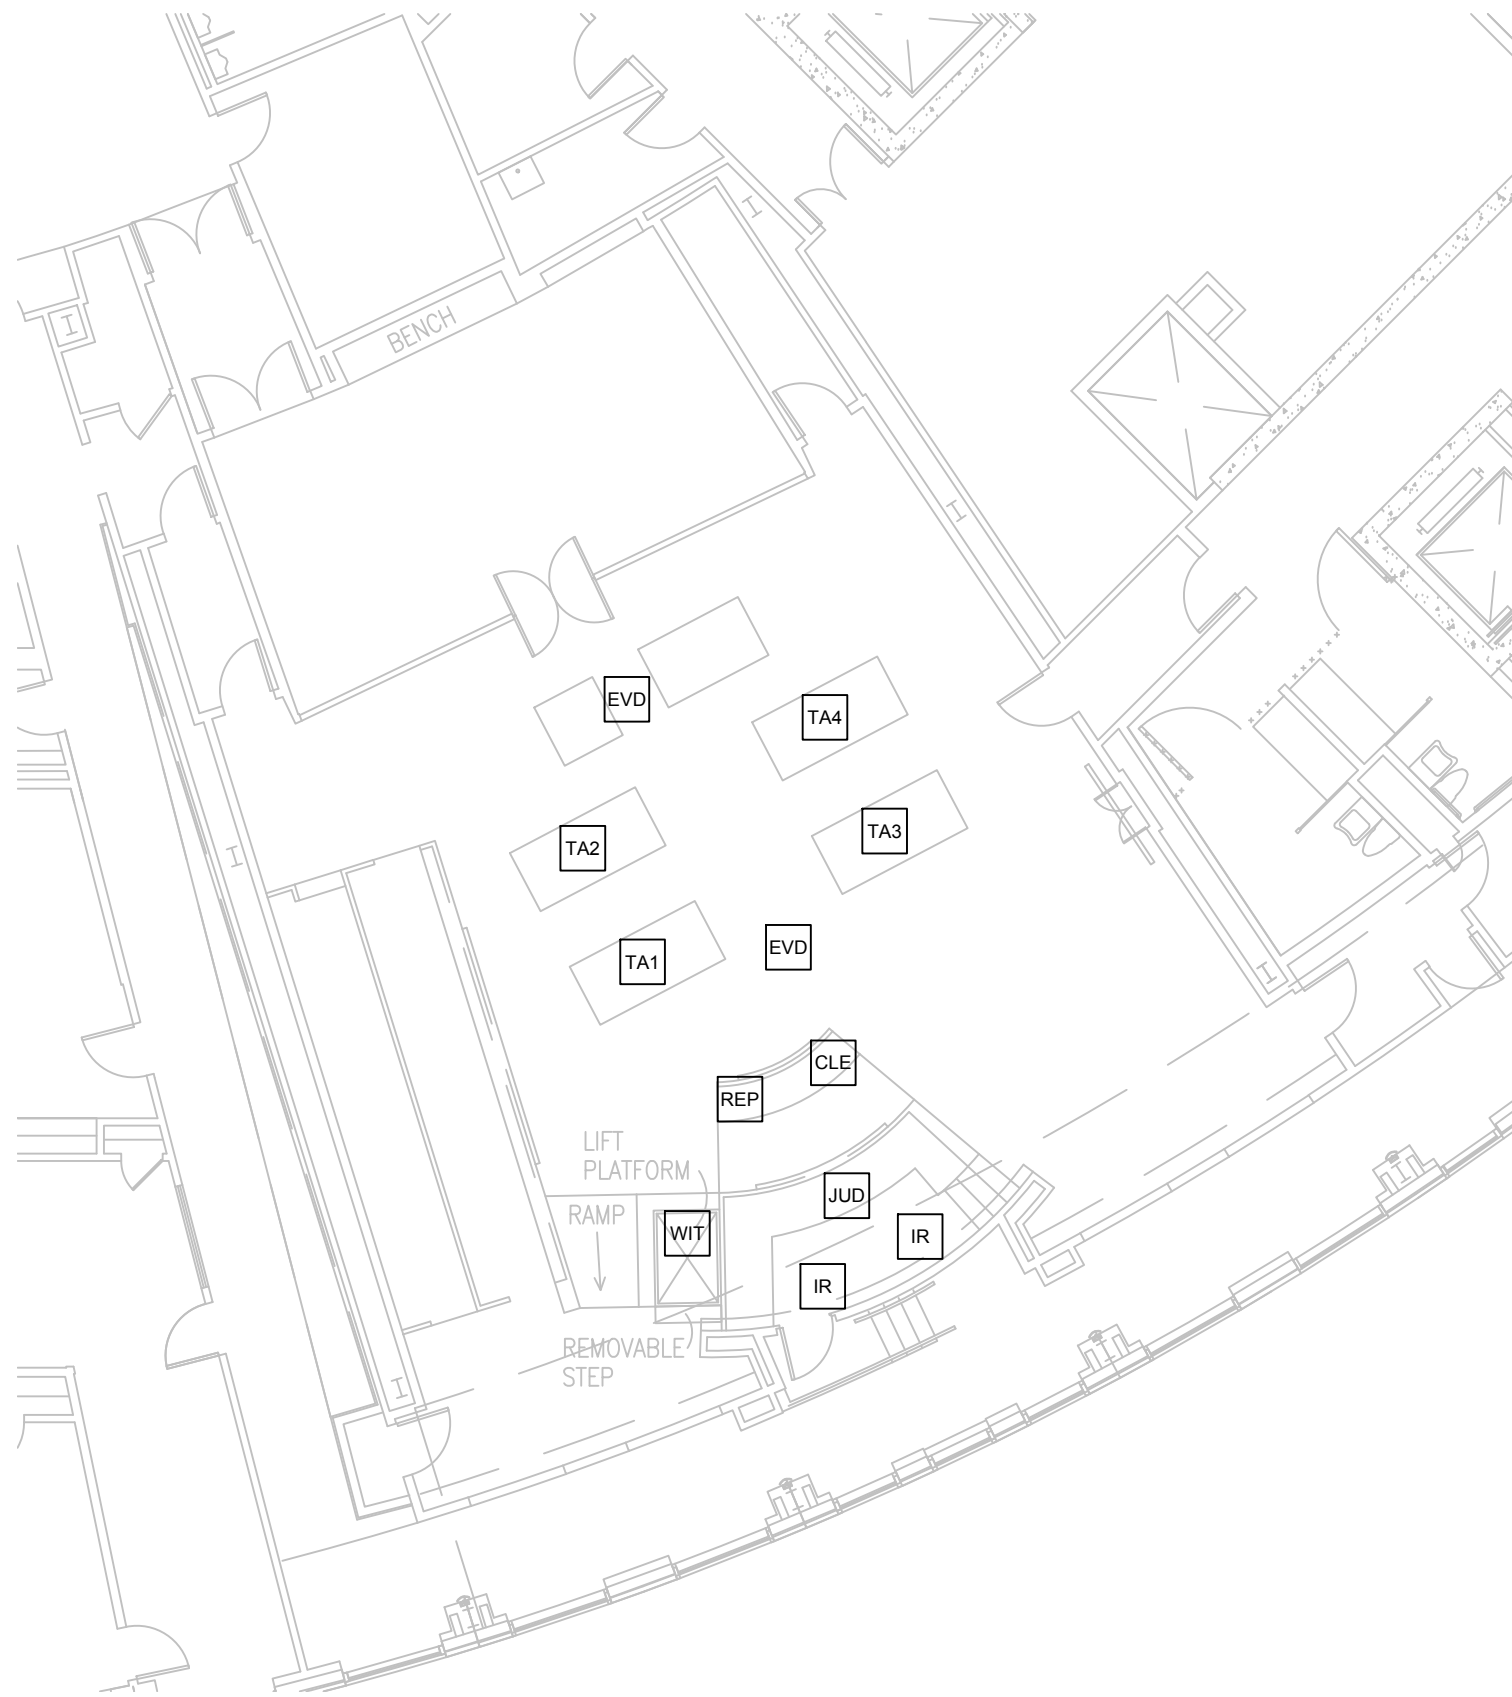 BENCH
EVD
TA4
TA2
TA3
TA1
EVD
CLE
REP
LIFT
PLATFORM
JUD
RAMP
WIT
IR
IR
REMOVABLE
STEP